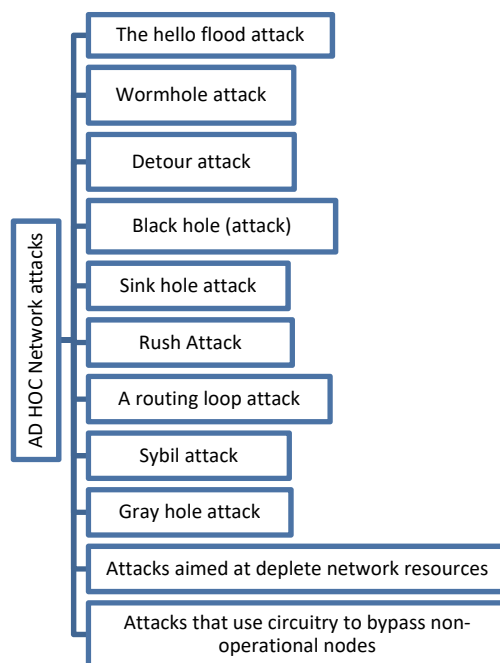 AD HOC Network attacks
The hello flood attack
Wormhole attack
Detour attack
Black hole (attack)
Sink hole attack
Rush Attack
A routing loop attack
Sybil attack
Gray hole attack
Attacks aimed at deplete network resources
Attacks that use circuitry to bypass non-
operational nodes